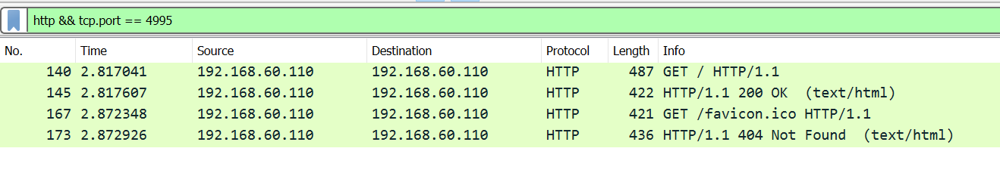 http && tcp.port == 4995
No. Time Source Destination Protocol Length Info
140 2.817041 192.168.60.110 192.168.60.110 HTTP 487 GET / HTTP/1.1
145 2.817607 192.168.60.110 192.168.60.110 HTTP 422 HTTP/1.1 200 OK (text/html)
167 2.872348 192.168.60.110 192.168.60.110 HTTP 421 GET /favicon.ico HTTP/1.1
173 2.872926 192.168.60.110 192.168.60.110 HTTP 436 HTTP/1.1 404 Not Found (text/html)